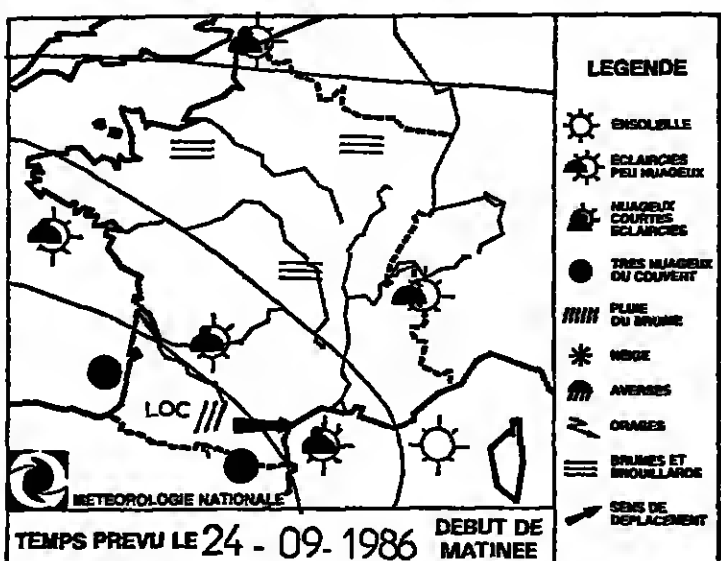 LOC
METEOROLOGIE NATIONALE
TEMPS PREVU LE 24 - 09 - 1986 DEBUT DE
MATINEE
LEGENDE
ENSOLEILLE
ECLAIRCIES
PEU NUAGEUX
NUAGEUX
COURTES
ECLAIRCIES
TRES NUAGEUX
OU COUVERT
PLUIE
OU BRUINE
NEIGE
AVERSES
ORAGES
BRUMES ET
BROUILLARDS
SENS DE
DEPLACEMENT